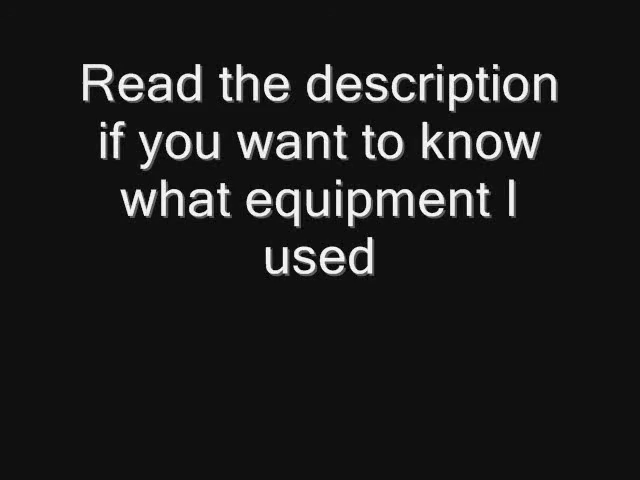 Read the description
if you want to know
what equipment I
used